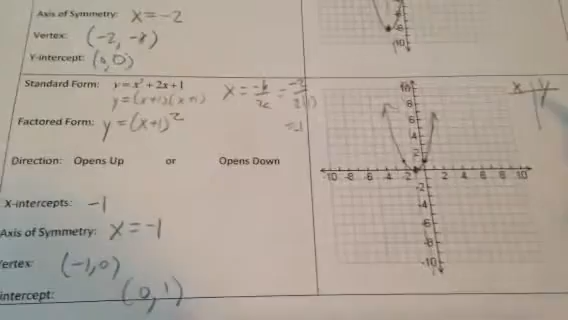 Axis of Symmetry: x=-2
Vertex: (-2, -8)
Y-intercept: (0,0)
Standard Form: y = x² + 2x + 1
y=(x+1)(x+1)
x = -b/2a = -2/2(1)
=-1
Factored Form: y=(x+1)²
Direction: Opens Up or Opens Down
X-intercepts: -1
Axis of Symmetry: x=-1
Vertex: (-1,0)
intercept: (0,1)
(10)
x y
10
8
6
4
2
-10 -8 -6 -4 -2 2 4 6 8 10
-2
-4
-6
-8
-10